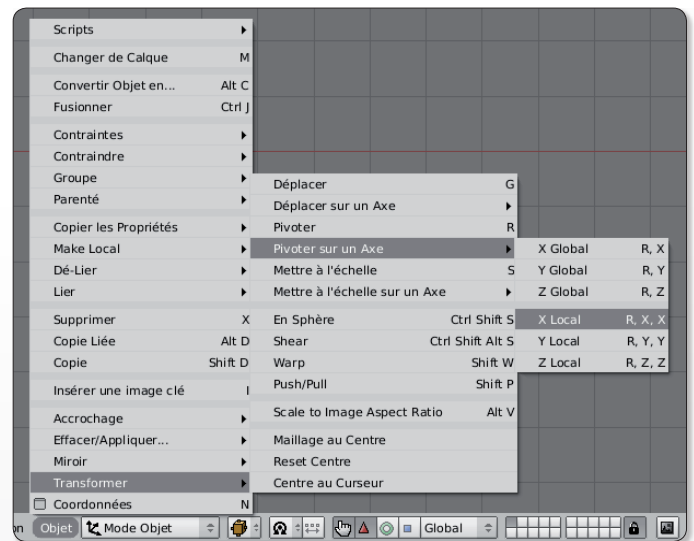 Scripts
Changer de Calque M
Convertir Objet en... Alt C
Fusionner Ctrl J
Contraintes
Contraindre
Groupe
Parenté
Copier les Propriétés
Make Local
Dé-Lier
Lier
Supprimer X
Copie Liée Alt D
Copie Shift D
Insérer une image clé I
Accrochage
Effacer/Appliquer...
Miroir
Transformer
Coordonnées N
Déplacer G
Déplacer sur un Axe
Pivoter R
Pivoter sur un Axe
Mettre à l'échelle S
Mettre à l'échelle sur un Axe
En Sphère Ctrl Shift S
Shear Ctrl Shift Alt S
Warp Shift W
Push/Pull Shift P
Scale to Image Aspect Ratio Alt V
Maillage au Centre
Reset Centre
Centre au Curseur
X Global R, X
Y Global R, Y
Z Global R, Z
X Local R, X, X
Y Local R, Y, Y
Z Local R, Z, Z
on Objet Mode Objet Global